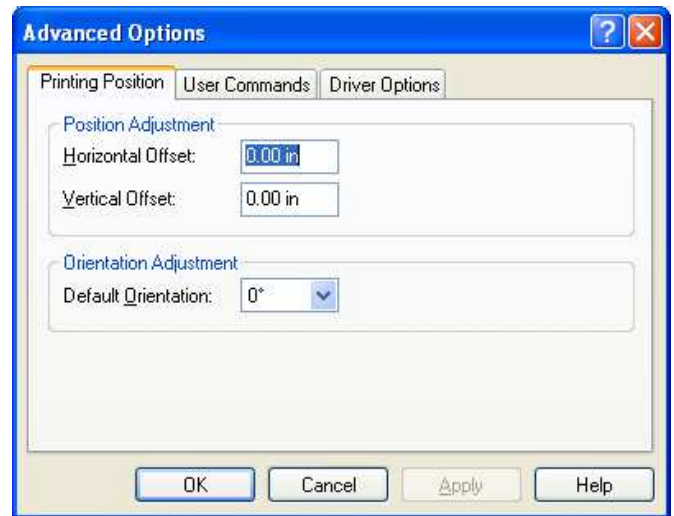 Advanced Options
Printing Position User Commands Driver Options
Position Adjustment
Horizontal Offset: 0.00 in
Vertical Offset: 0.00 in
Orientation Adjustment
Default Orientation: 0°
OK Cancel Apply Help